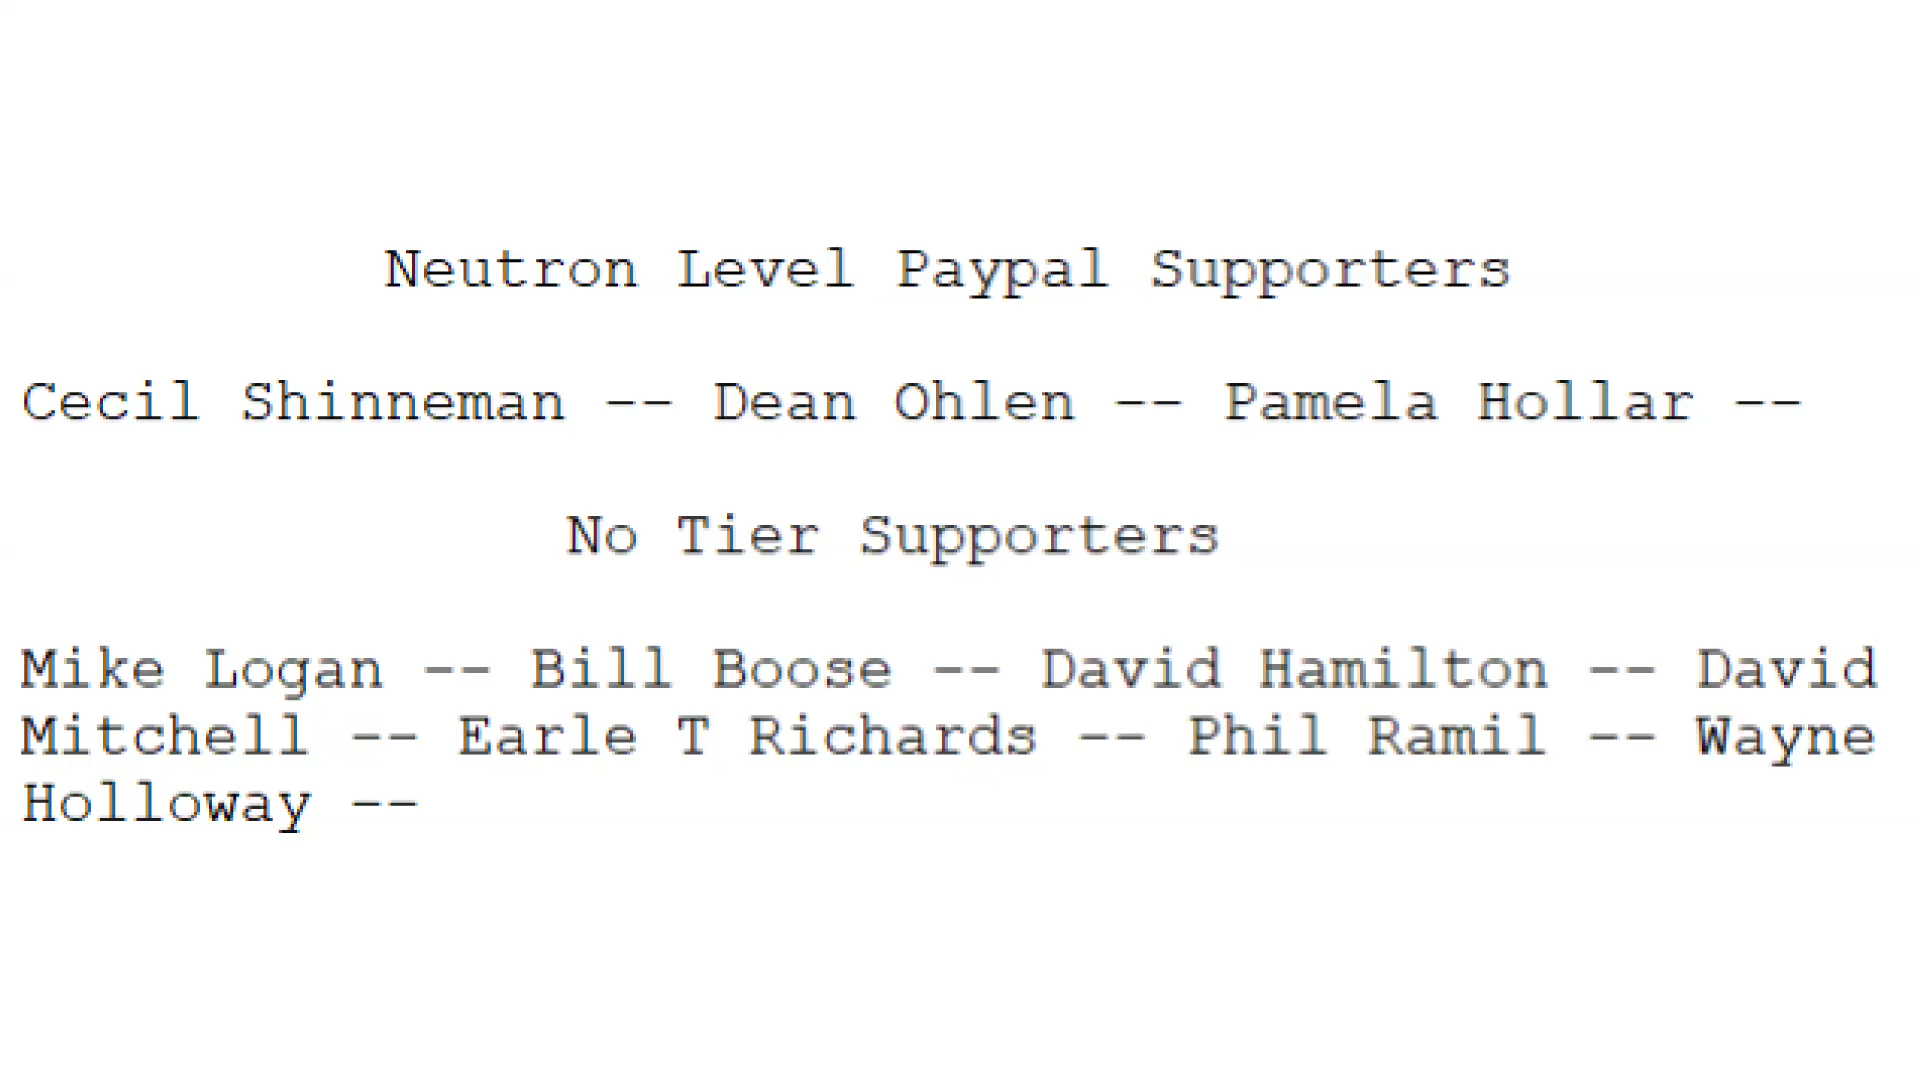 Neutron Level Paypal Supporters
Cecil Shinneman -- Dean Ohlen -- Pamela Hollar --
No Tier Supporters
Mike Logan -- Bill Boose -- David Hamilton -- David
Mitchell -- Earle T Richards -- Phil Ramil -- Wayne
Holloway --